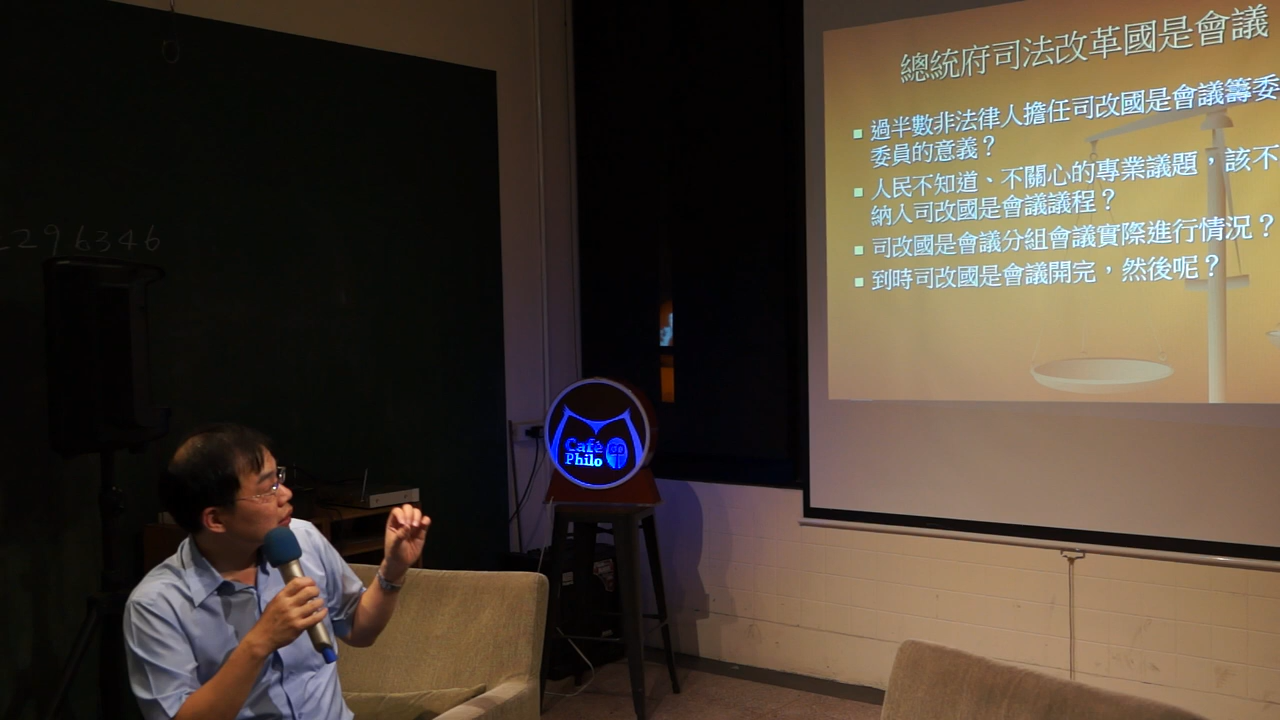 總統府司法改革國是會議
過半數非法律人擔任司改國是會議籌委
委員的意義？
人民不知道、不關心的專業議題，該不
納入司改國是會議議程？
司改國是會議分組會議實際進行情況？
到時司改國是會議開完，然後呢？
2296346
Café
Philo